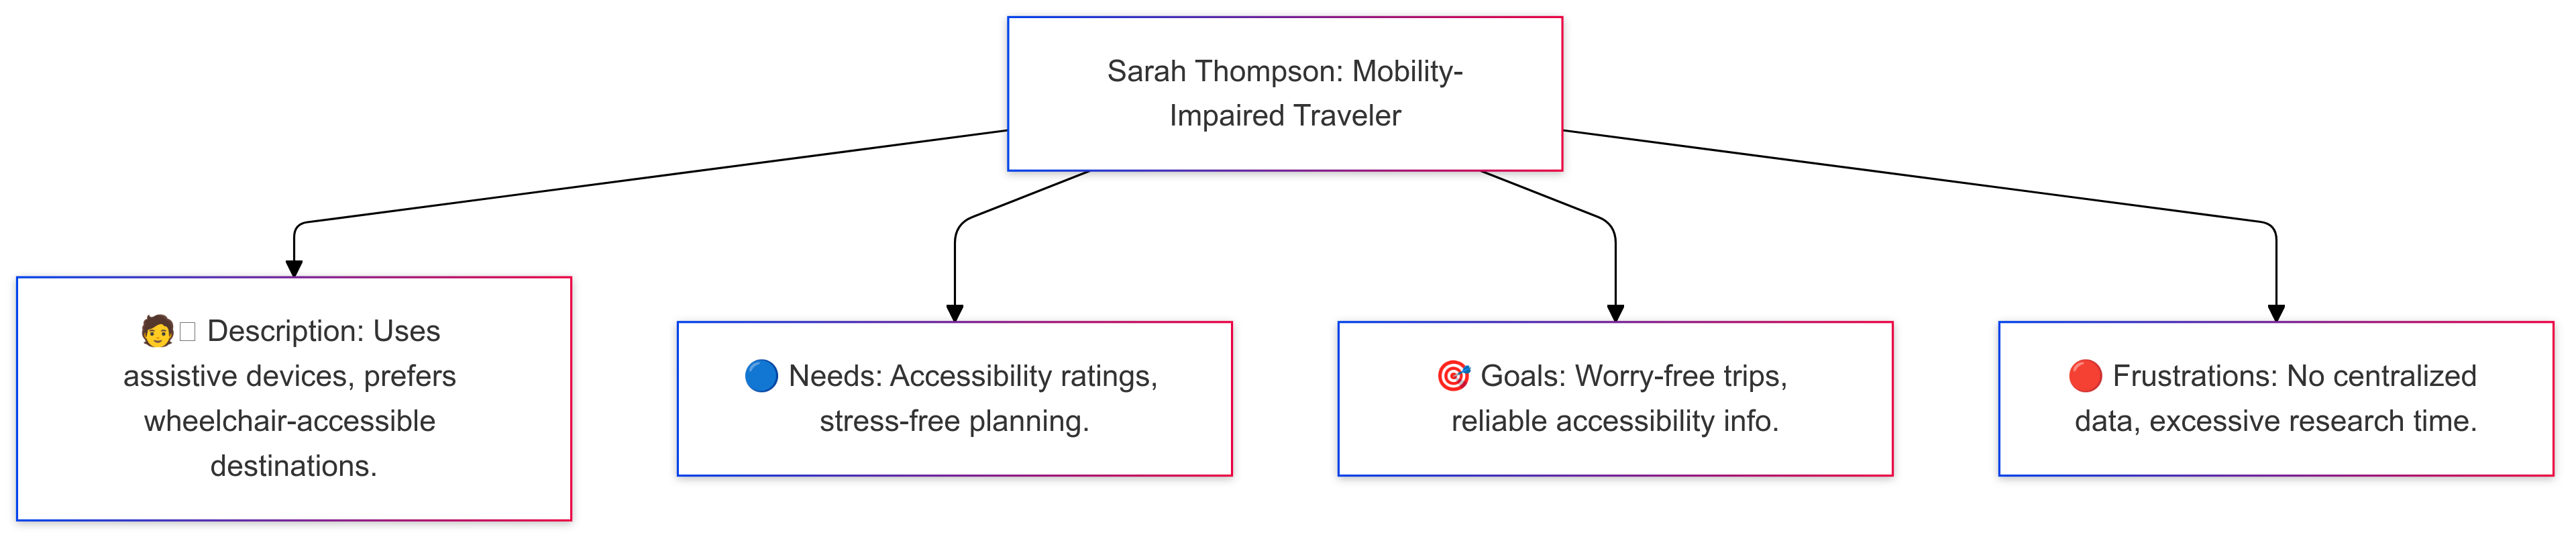 Sarah Thompson: Mobility-
Impaired Traveler
🧑 Description: Uses
assistive devices, prefers
wheelchair-accessible
destinations.
🔵 Needs: Accessibility ratings,
stress-free planning.
🎯 Goals: Worry-free trips,
reliable accessibility info.
🔴 Frustrations: No centralized
data, excessive research time.